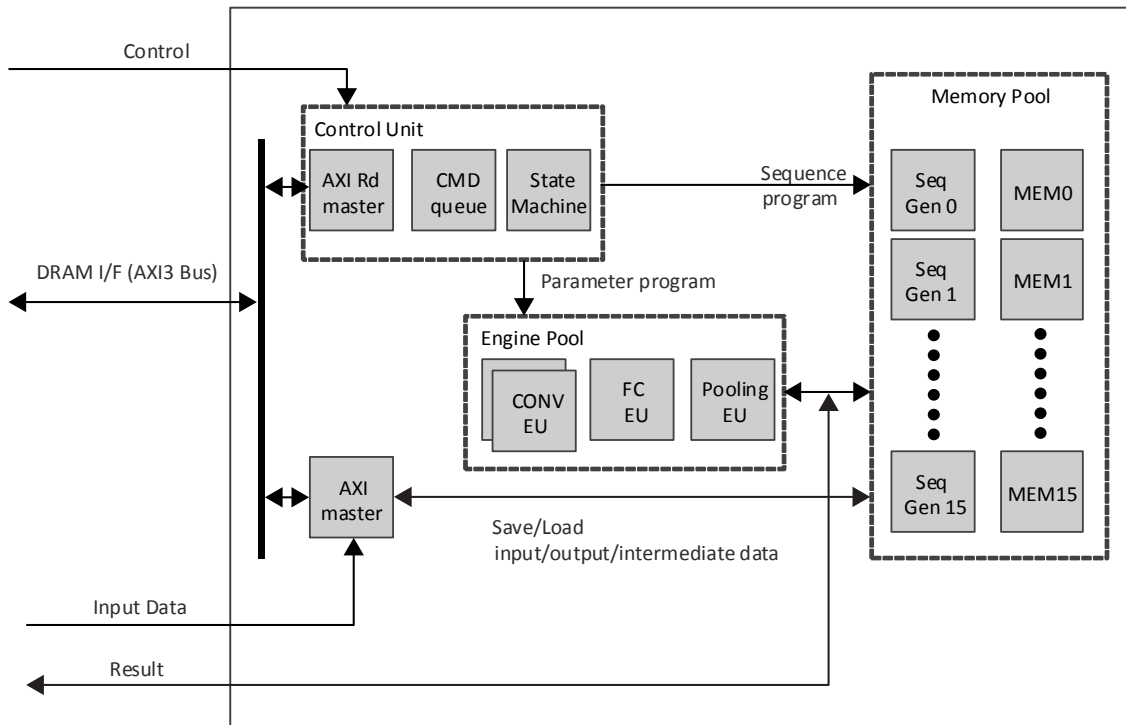 Control
Memory Pool
Control Unit
AXI Rd
master
CMD
queue
State
Machine
Sequence
program
Seq
Gen 0
MEM0
DRAM I/F (AXI3 Bus)
Parameter program
Seq
Gen 1
MEM1
Engine Pool
CONV
EU
FC
EU
Pooling
EU
AXI
master
Seq
Gen 15
MEM15
Save/Load
input/output/intermediate data
Input Data
Result